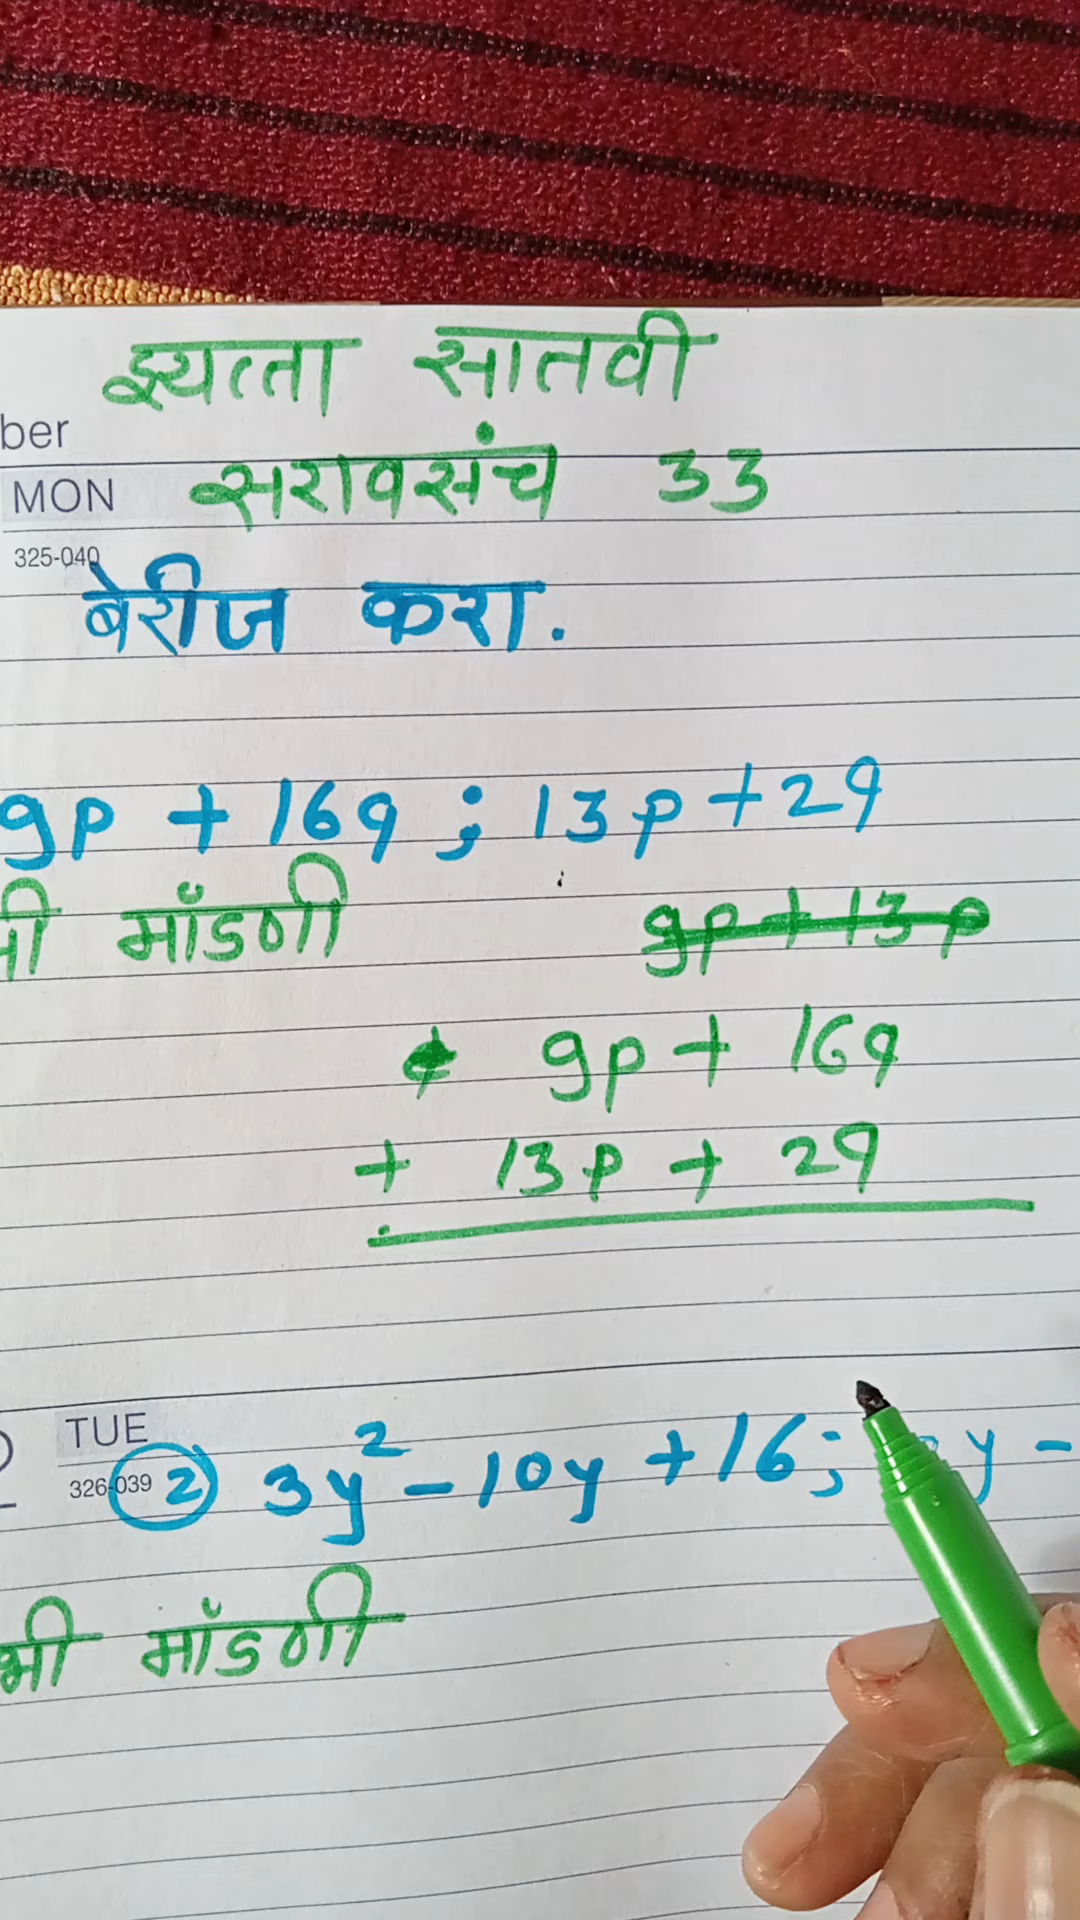 इयत्ता सातवी
ber
MON सरावसंच 33
325-040
बेरीज करा.
9p + 16q ; 13p + 2q
मांडणी 9p + 13p
9p + 16q
+ 13p + 2q
TUE
326-039 2) 3y² - 10y + 16 ; y -
भी मांडणी